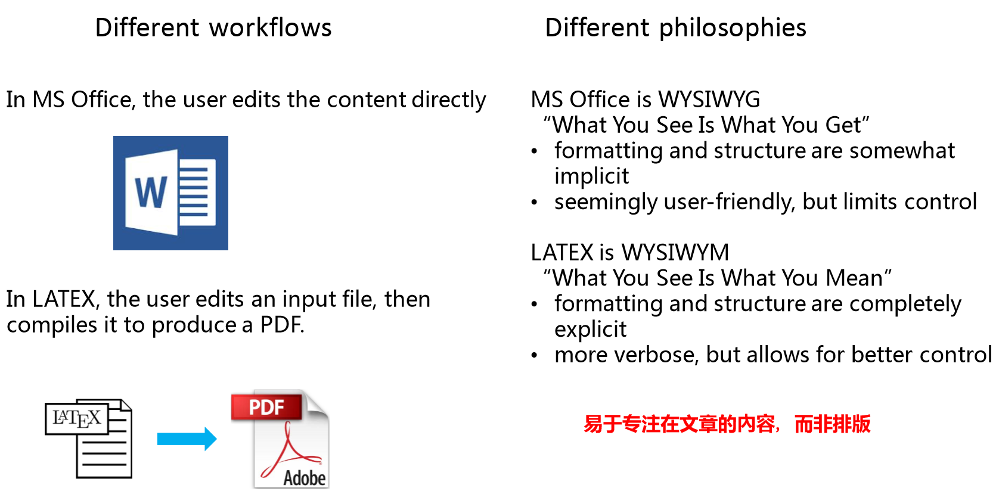 Different workflows
In MS Office, the user edits the content directly
W
In LATEX, the user edits an input file, then
compiles it to produce a PDF.
LATEX
PDF
Adobe
Different philosophies
MS Office is WYSIWYG
“What You See Is What You Get”
• formatting and structure are somewhat
implicit
• seemingly user-friendly, but limits control
LATEX is WYSIWYM
“What You See Is What You Mean”
• formatting and structure are completely
explicit
• more verbose, but allows for better control
易于专注在文章的内容，而非排版